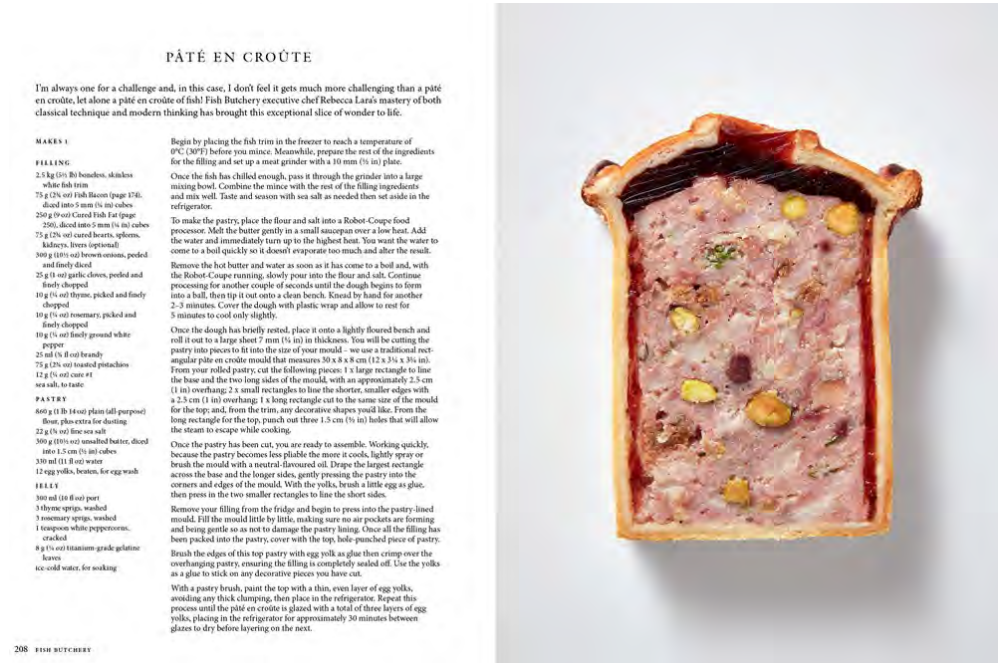 PÂTÉ EN CROÛTE
I'm always one for a challenge and, in this case, I don't feel it gets much more challenging than a pâté
en croûte, let alone a pâté en croûte of fish! Fish Butchery executive chef Rebecca Lara's mastery of both
classical technique and modern thinking has brought this exceptional slice of wonder to life.
MAKES 1
FILLING
2.5 kg (5½ lb) boneless, skinless
white fish trim
75 g (2¾ oz) Fish Bacon (page 174),
diced into 5 mm (¼ in) cubes
250 g (9 oz) Cured Fish Fat (page
250), diced into 5 mm (¼ in) cubes
75 g (2¾ oz) cured hearts, spleens,
kidneys, livers (optional)
300 g (10½ oz) brown onions, peeled
and finely diced
25 g (1 oz) garlic cloves, peeled and
finely chopped
10 g (¼ oz) thyme, picked and finely
chopped
10 g (¼ oz) rosemary, picked and
finely chopped
10 g (¼ oz) finely ground white
pepper
25 ml (¾ fl oz) brandy
75 g (2¾ oz) toasted pistachios
12 g (¼ oz) cure #1
sea salt, to taste
PASTRY
860 g (1 lb 14 oz) plain (all-purpose)
flour, plus extra for dusting
22 g (¾ oz) fine sea salt
300 g (10½ oz) unsalted butter, diced
into 1.5 cm (½ in) cubes
330 ml (11 fl oz) water
12 egg yolks, beaten, for egg wash
JELLY
300 ml (10 fl oz) port
3 thyme sprigs, washed
3 rosemary sprigs, washed
1 teaspoon white peppercorns,
cracked
8 g (¼ oz) titanium-grade gelatine
leaves
ice-cold water, for soaking
Begin by placing the fish trim in the freezer to reach a temperature of
0°C (30°F) before you mince. Meanwhile, prepare the rest of the ingredients
for the filling and set up a meat grinder with a 10 mm (½ in) plate.
Once the fish has chilled enough, pass it through the grinder into a large
mixing bowl. Combine the mince with the rest of the filling ingredients
and mix well. Taste and season with sea salt as needed then set aside in the
refrigerator.
To make the pastry, place the flour and salt into a Robot-Coupe food
processor. Melt the butter gently in a small saucepan over a low heat. Add
the water and immediately turn up to the highest heat. You want the water to
come to a boil quickly so it doesn't evaporate too much and alter the result.
Remove the hot butter and water as soon as it has come to a boil and, with
the Robot-Coupe running, slowly pour into the flour and salt. Continue
processing for another couple of seconds until the dough begins to form
into a ball, then tip it out onto a clean bench. Knead by hand for another
2–3 minutes. Cover the dough with plastic wrap and allow to rest for
5 minutes to cool only slightly.
Once the dough has briefly rested, place it onto a lightly floured bench and
roll it out to a large sheet 7 mm (¼ in) in thickness. You will be cutting the
pastry into pieces to fit into the size of your mould – we use a traditional rect-
angular pâte en croûte mould that measures 30 x 8 x 8 cm (12 x 3¼ x 3¼ in).
From your rolled pastry, cut the following pieces: 1 x large rectangle to line
the base and the two long sides of the mould, with an approximately 2.5 cm
(1 in) overhang; 2 x small rectangles to line the shorter, smaller edges with
a 2.5 cm (1 in) overhang; 1 x long rectangle cut to the same size of the mould
for the top; and, from the trim, any decorative shapes you'd like. From the
long rectangle for the top, punch out three 1.5 cm (½ in) holes that will allow
the steam to escape while cooking.
Once the pastry has been cut, you are ready to assemble. Working quickly,
because the pastry becomes less pliable the more it cools, lightly spray or
brush the mould with a neutral-flavoured oil. Drape the largest rectangle
across the base and the longer sides, gently pressing the pastry into the
corners and edges of the mould. With the yolks, brush a little egg as glue,
then press in the two smaller rectangles to line the short sides.
Remove your filling from the fridge and begin to press into the pastry-lined
mould. Fill the mould little by little, making sure no air pockets are forming
and being gentle so as not to damage the pastry lining. Once all the filling has
been packed into the pastry, cover with the top, hole-punched piece of pastry.
Brush the edges of this top pastry with egg yolk as glue then crimp over the
overhanging pastry, ensuring the filling is completely sealed off. Use the yolks
as a glue to stick on any decorative pieces you have cut.
With a pastry brush, paint the top with a thin, even layer of egg yolks,
avoiding any thick clumping, then place in the refrigerator. Repeat this
process until the pâté en croûte is glazed with a total of three layers of egg
yolks, placing in the refrigerator for approximately 30 minutes between
glazes to dry before layering on the next.
208 FISH BUTCHERY